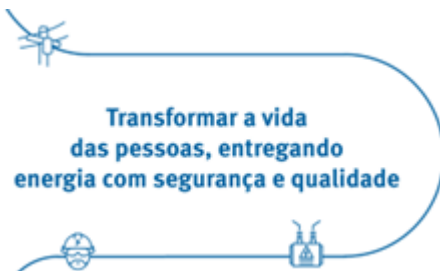 Transformar a vida
das pessoas, entregando
energia com segurança e qualidade